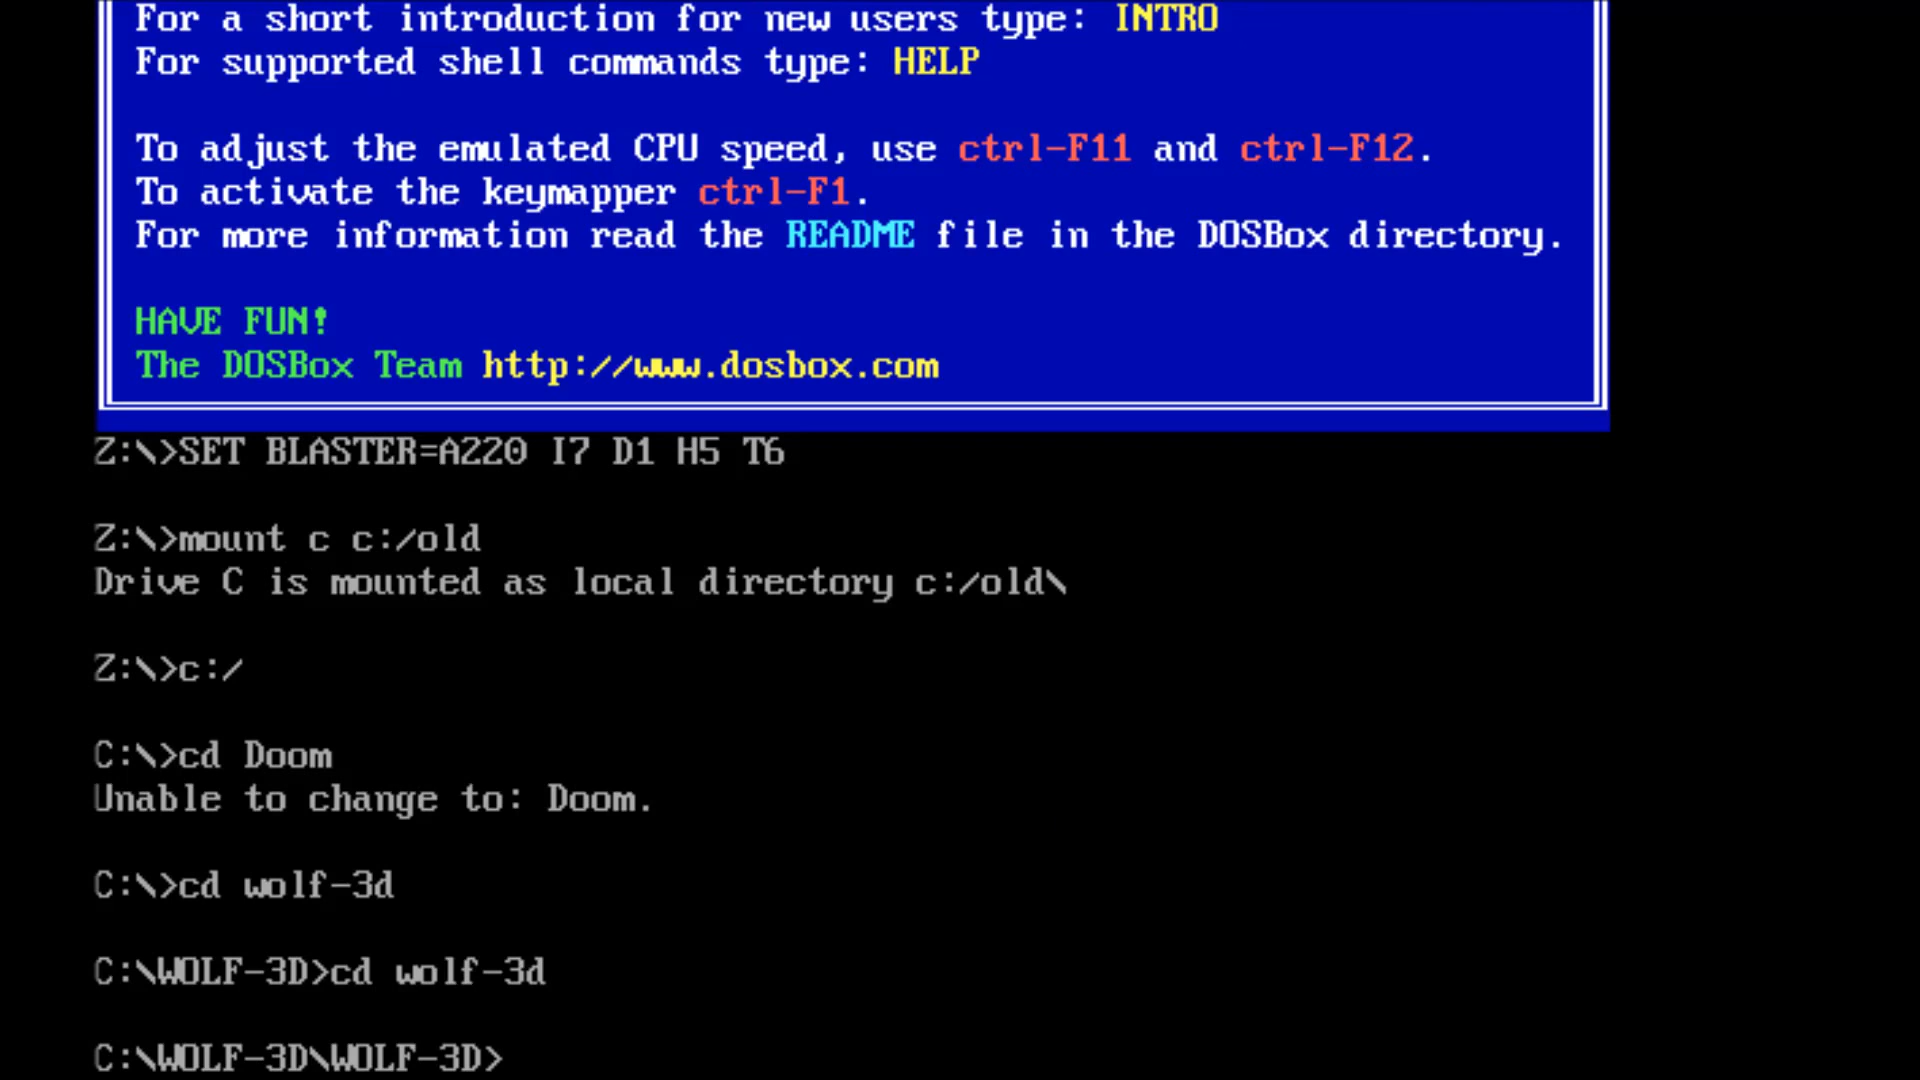 For a short introduction for new users type: INTRO
For supported shell commands type: HELP
To adjust the emulated CPU speed, use ctrl-F11 and ctrl-F12.
To activate the keymapper ctrl-F1.
For more information read the README file in the DOSBox directory.
HAVE FUN!
The DOSBox Team http://www.dosbox.com
Z:\>SET BLASTER=A220 I7 D1 H5 T6
Z:\>mount c c:/old
Drive C is mounted as local directory c:/old\
Z:\>c:/
C:\>cd Doom
Unable to change to: Doom.
C:\>cd wolf-3d
C:\WOLF-3D>cd wolf-3d
C:\WOLF-3D\WOLF-3D>